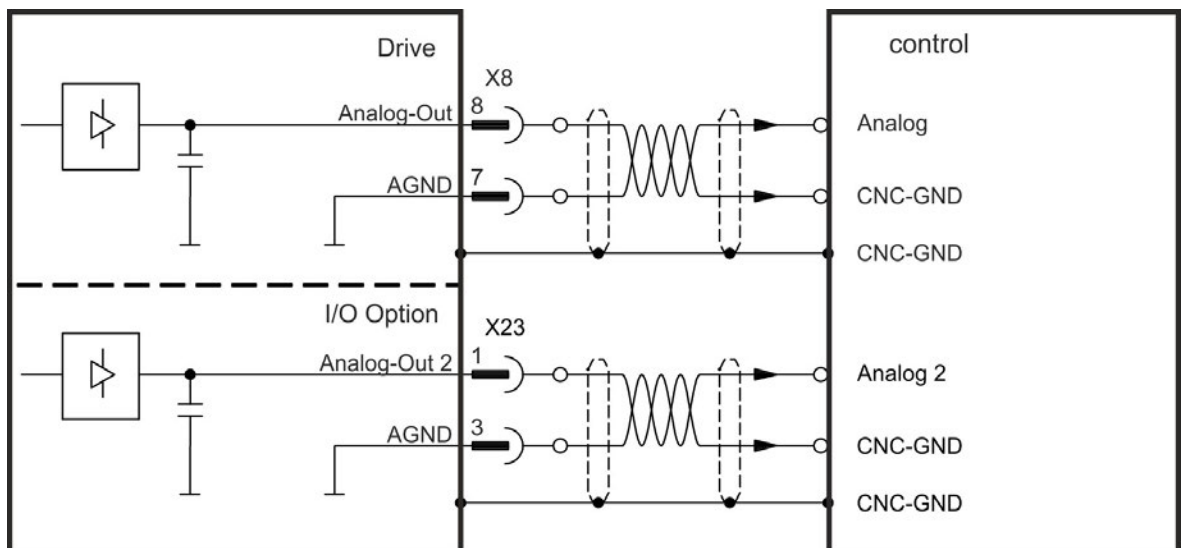 Drive
control
X8
Analog-Out
8
Analog
AGND
7
CNC-GND
CNC-GND
I/O Option
X23
Analog-Out 2
1
Analog 2
AGND
3
CNC-GND
CNC-GND